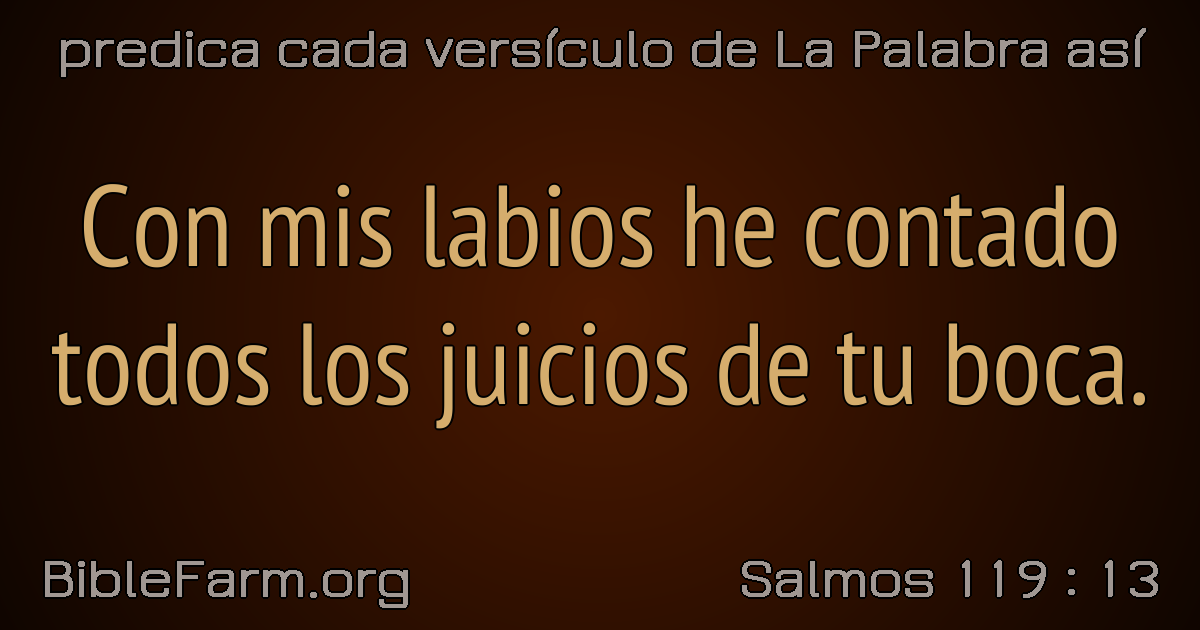 predica cada versículo de La Palabra así
Con mis labios he contado
todos los juicios de tu boca.
BibleFarm.org
Salmos 119 : 13